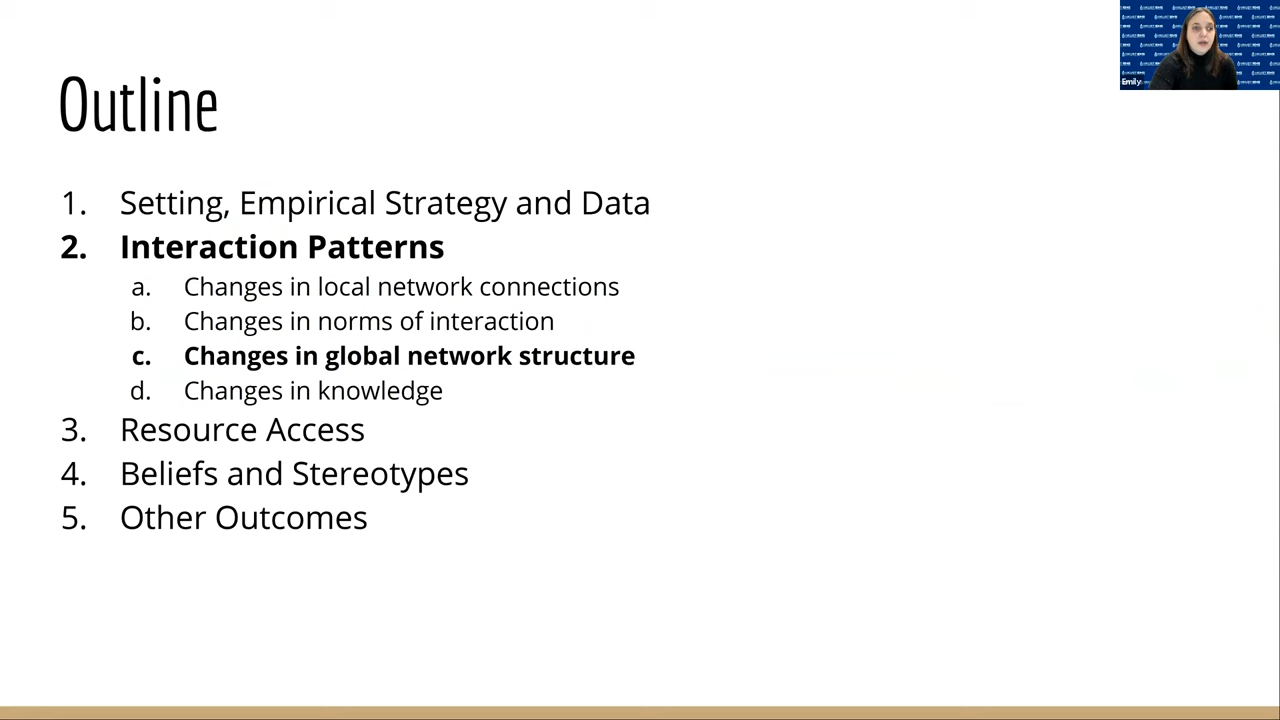 Outline
1. Setting, Empirical Strategy and Data
2. Interaction Patterns
a. Changes in local network connections
b. Changes in norms of interaction
c. Changes in global network structure
d. Changes in knowledge
3. Resource Access
4. Beliefs and Stereotypes
5. Other Outcomes
Emily